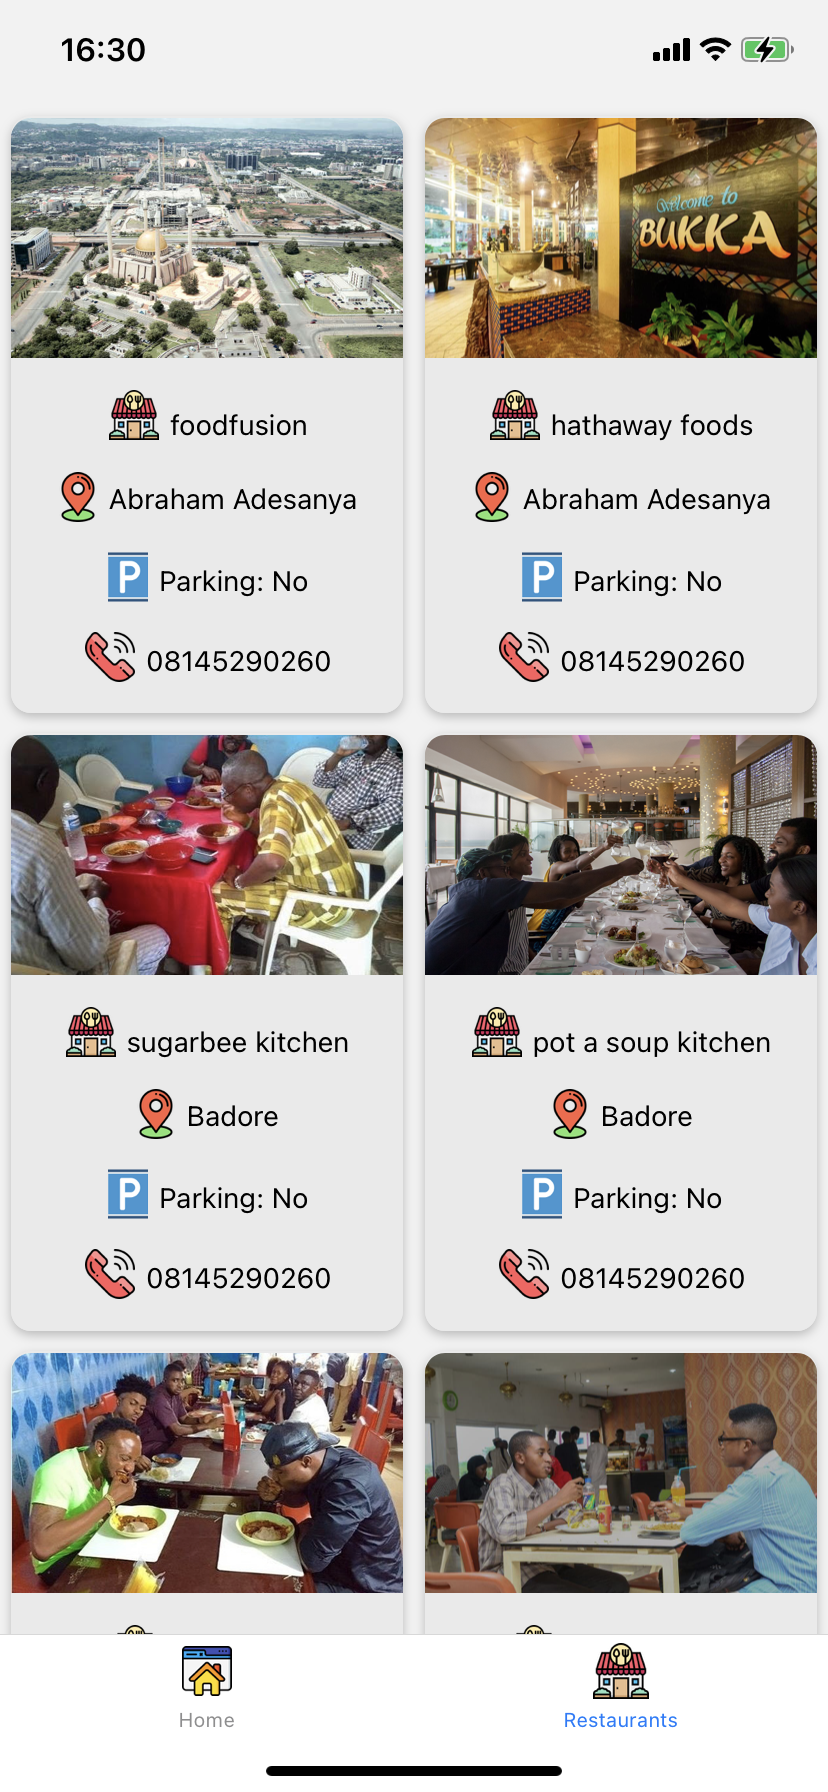 16:30
Welcome to
BUKKA
foodfusion
Abraham Adesanya
P Parking: No
08145290260
hathaway foods
Abraham Adesanya
P Parking: No
08145290260
sugarbee kitchen
Badore
P Parking: No
08145290260
pot a soup kitchen
Badore
P Parking: No
08145290260
Home
Restaurants